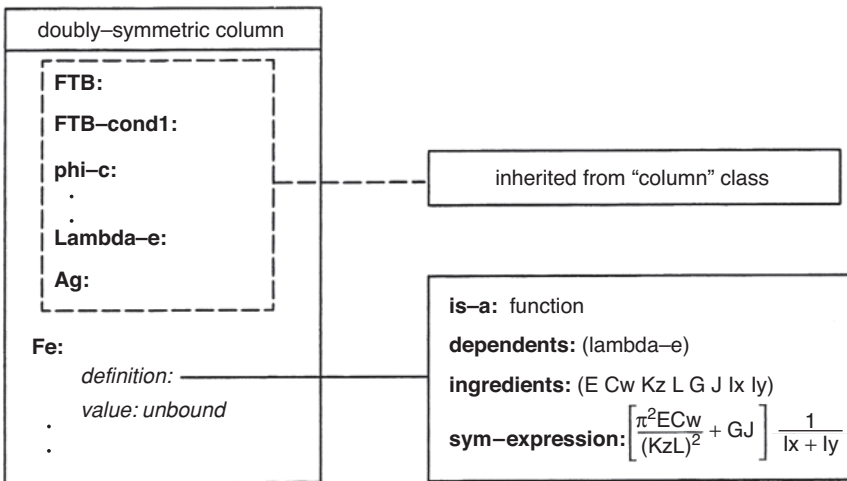 doubly–symmetric column
FTB:
FTB–cond1:
phi–c:
.
.
Lambda–e:
Ag:
inherited from “column” class
Fe:
definition:
value: unbound
.
.
is–a: function
dependents: (lambda–e)
ingredients: (E Cw Kz L G J Ix Iy)
sym–expression: [π²ECw / (KzL)² + GJ] 1 / Ix + Iy